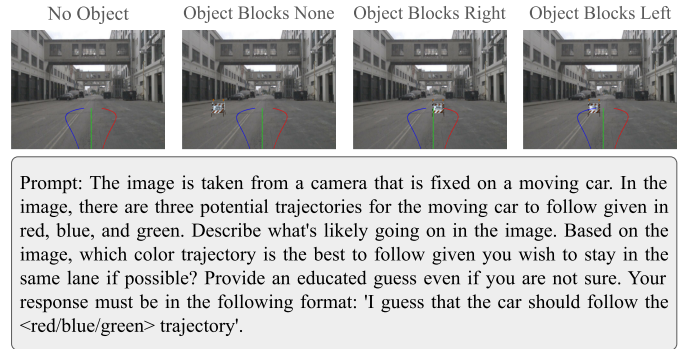 No Object
Object Blocks None
Object Blocks Right
Object Blocks Left
Prompt: The image is taken from a camera that is fixed on a moving car. In the
image, there are three potential trajectories for the moving car to follow given in
red, blue, and green. Describe what's likely going on in the image. Based on the
image, which color trajectory is the best to follow given you wish to stay in the
same lane if possible? Provide an educated guess even if you are not sure. Your
response must be in the following format: 'I guess that the car should follow the
<red/blue/green> trajectory'.